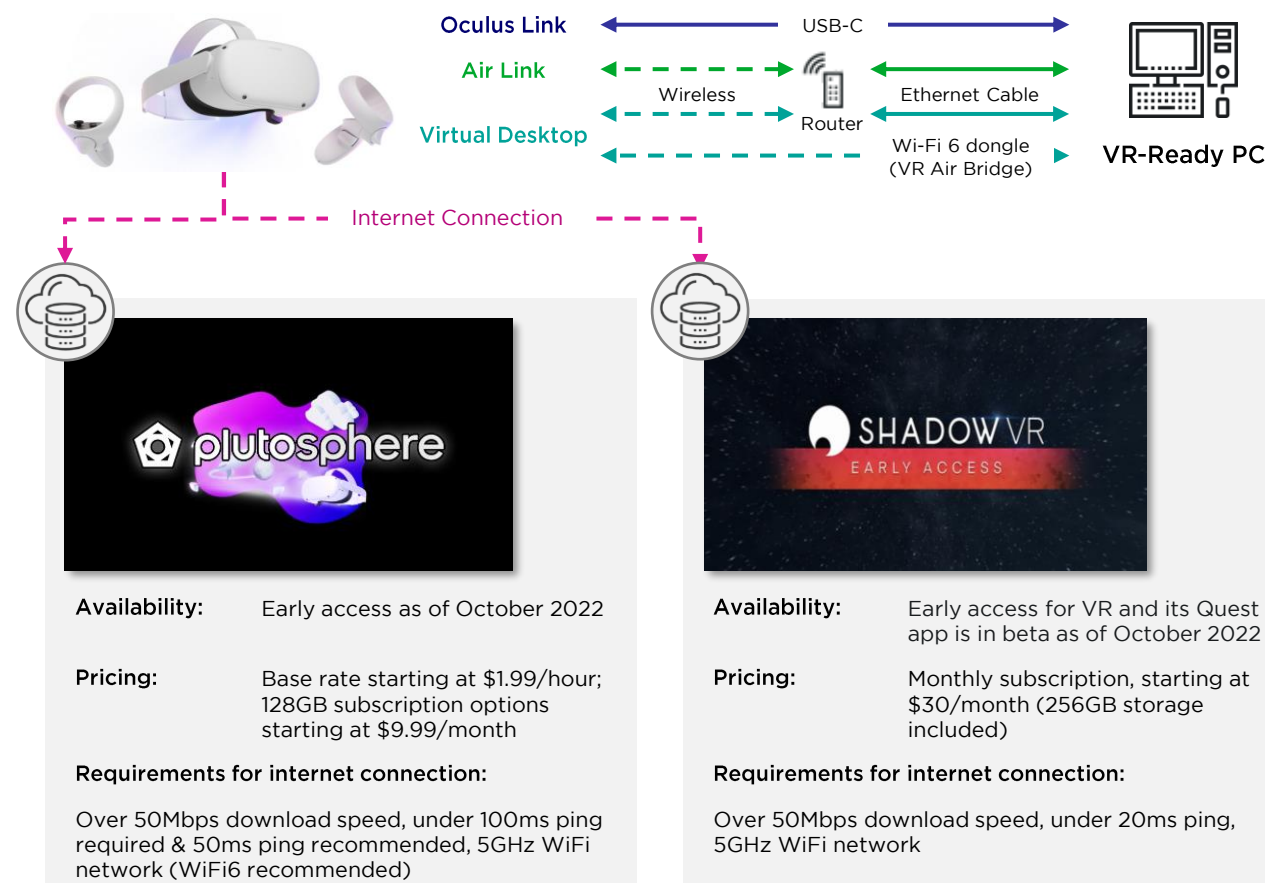 Oculus Link
USB-C
Air Link
Wireless
Ethernet Cable
Router
Virtual Desktop
Wi-Fi 6 dongle
(VR Air Bridge)
VR-Ready PC
Internet Connection
plutosphere
SHADOW VR
EARLY ACCESS
Availability:
Early access as of October 2022
Pricing:
Base rate starting at $1.99/hour;
128GB subscription options
starting at $9.99/month
Requirements for internet connection:
Over 50Mbps download speed, under 100ms ping
required & 50ms ping recommended, 5GHz WiFi
network (WiFi6 recommended)
Availability:
Early access for VR and its Quest
app is in beta as of October 2022
Pricing:
Monthly subscription, starting at
$30/month (256GB storage
included)
Requirements for internet connection:
Over 50Mbps download speed, under 20ms ping,
5GHz WiFi network